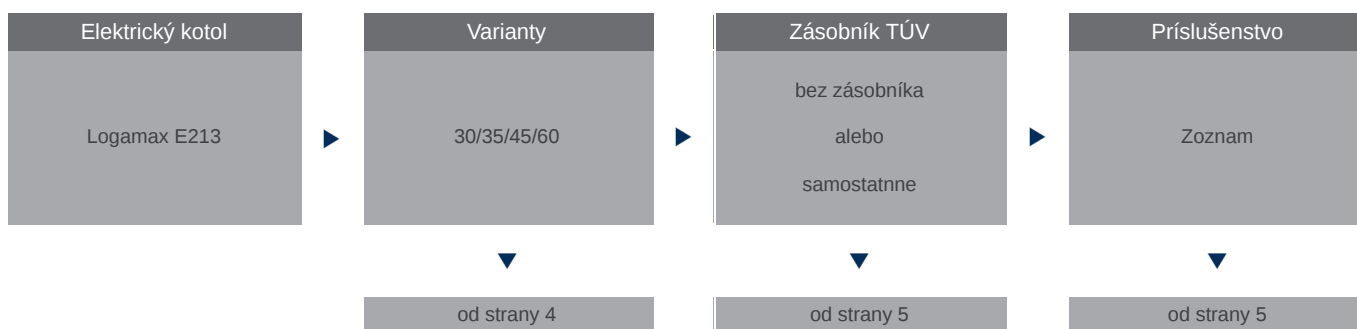 Elektrický kotol
Logamax E213
Varianty
30/35/45/60
od strany 4
Zásobník TÚV
bez zásobníka
alebo
samostatnne
od strany 5
Príslušenstvo
Zoznam
od strany 5